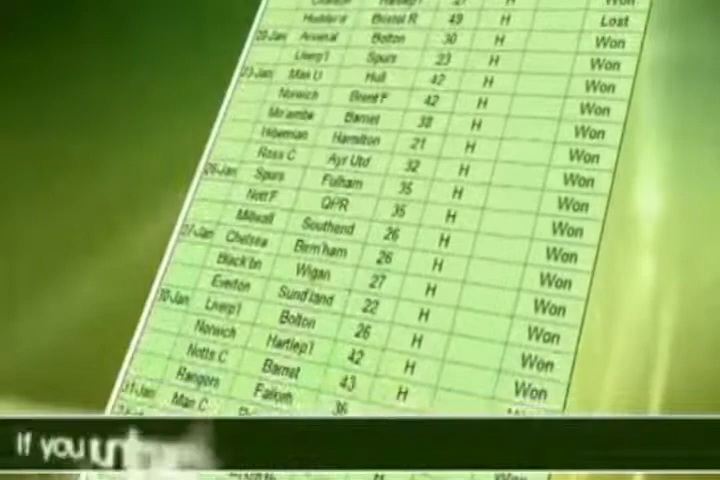 Hartlep'l 27 Won
Huddersf Bristol R 49 H Lost
20-Jan Arsenal Bolton 30 H Won
Liverp'l Spurs 23 H Won
23-Jan Man U Hull 42 H Won
Norwich Brent F 42 H Won
Mo'ambe Barnet 38 H Won
Hibernian Hamilton 21 H Won
Ross C Ayr Utd 32 H Won
26-Jan Spurs Fulham 35 Won
Nott F QPR 35 H Won
Millwall Southend 26 H Won
27-Jan Chelsea Birm'ham 26 H Won
Black'bn Wigan 27 H Won
Everton Sund'land 22 H Won
30-Jan Liverp'l Bolton 26 H Won
Norwich Hartlep'l 42 H Won
Notts C Barnet 43 H
Rangers Falkirk 36
31-Jan Man C
If you